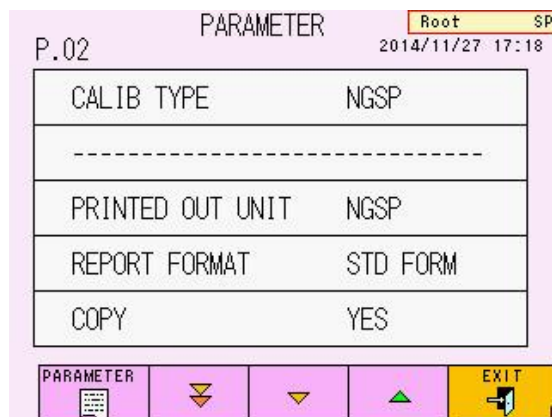 PARAMETER
Root SP
P.02
2014/11/27 17:18
CALIB TYPE NGSP
------------------------------
PRINTED OUT UNIT NGSP
REPORT FORMAT STD FORM
COPY YES
PARAMETER EXIT